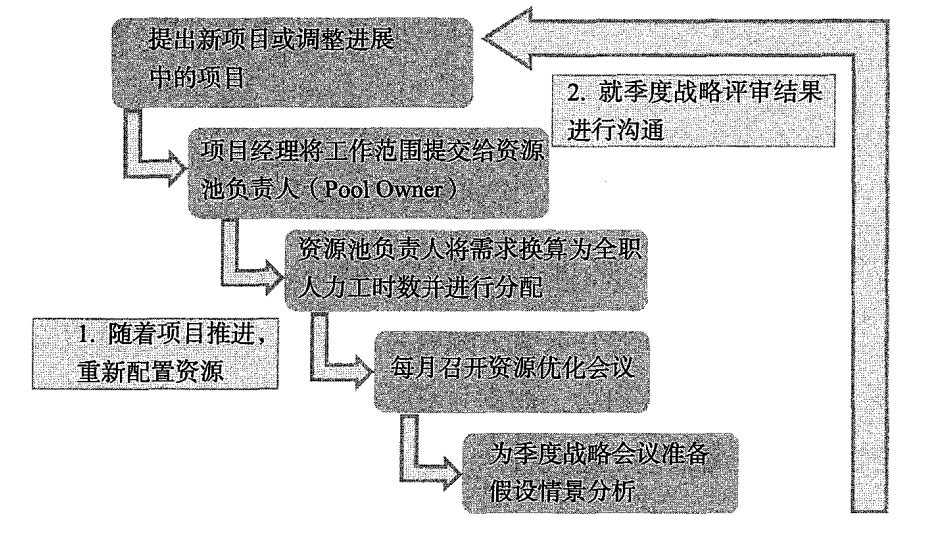 提出新项目或调整进展
中的项目
2. 就季度战略评审结果
进行沟通
项目经理将工作范围提交给资源
池负责人（Pool Owner）
资源池负责人将需求换算为全职
人力工时数并进行分配
1. 随着项目推进，
重新配置资源
每月召开资源优化会议
为季度战略会议准备
假设情景分析